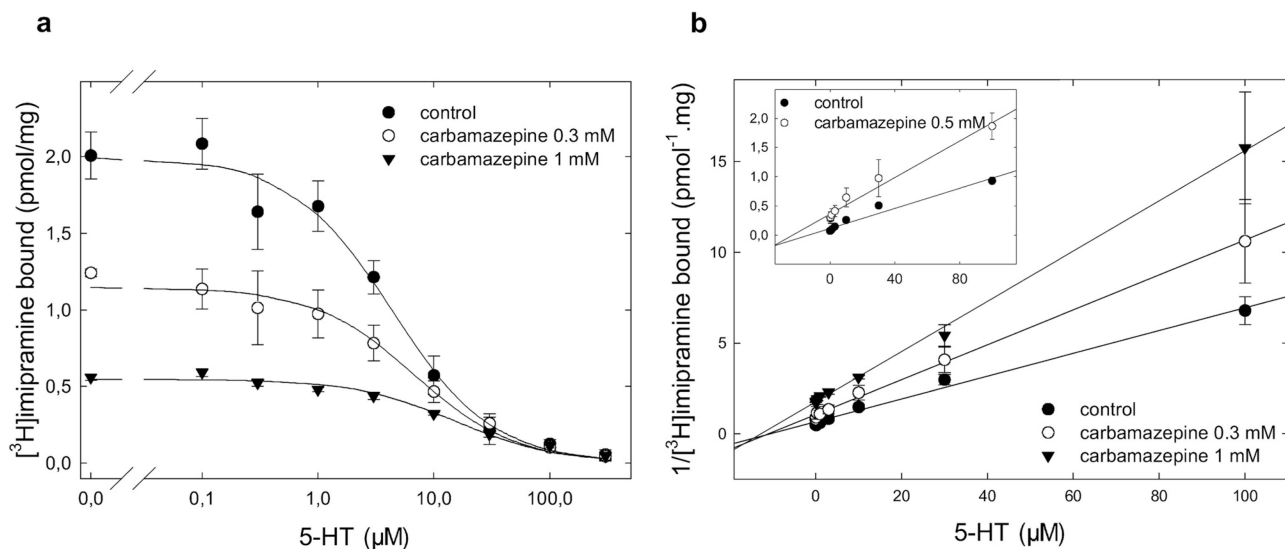 a
[³H]imipramine bound (pmol/mg)
2,0
1,5
1,0
0,5
0,0
control
carbamazepine 0.3 mM
carbamazepine 1 mM
0,0
0,1
1,0
10,0
100,0
5-HT (µM)
b
1/[³H]imipramine bound (pmol⁻¹.mg)
15
10
5
0
2,0
1,5
1,0
0,5
0,0
control
carbamazepine 0.5 mM
0
40
80
control
carbamazepine 0.3 mM
carbamazepine 1 mM
0
20
40
60
80
100
5-HT (µM)